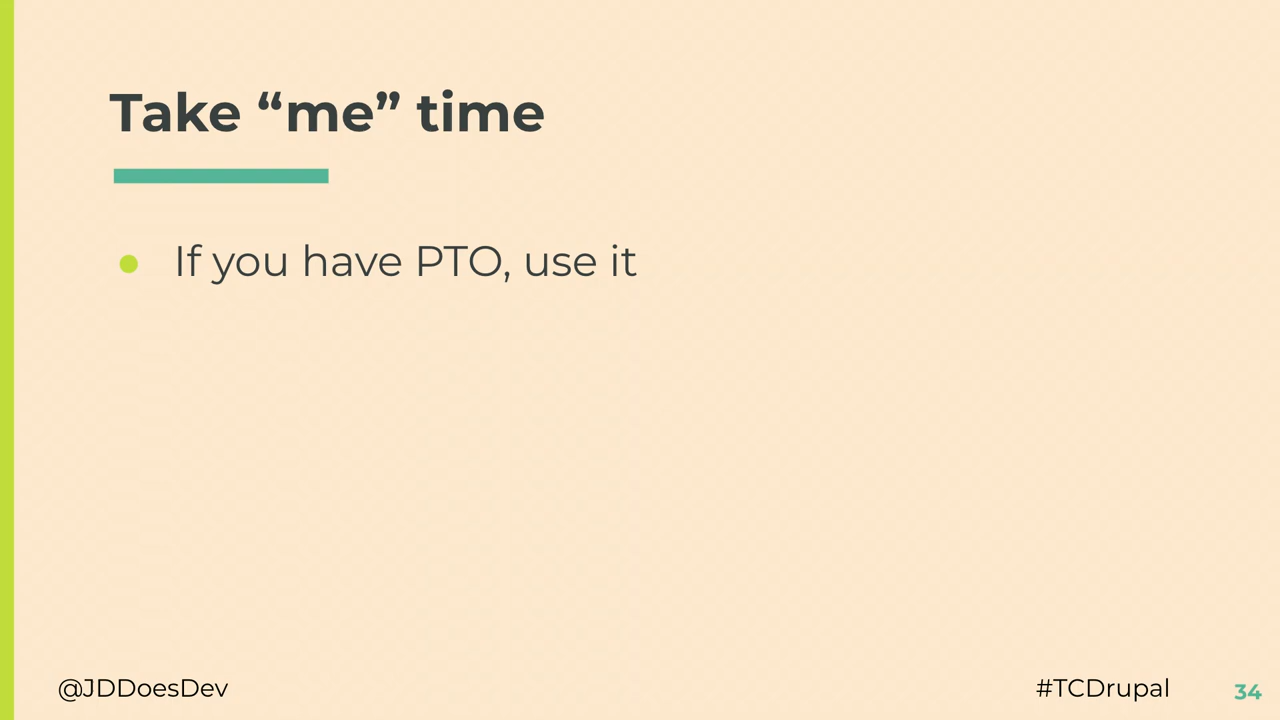 Take “me” time
● If you have PTO, use it
@JDDoesDev
#TCDrupal
34